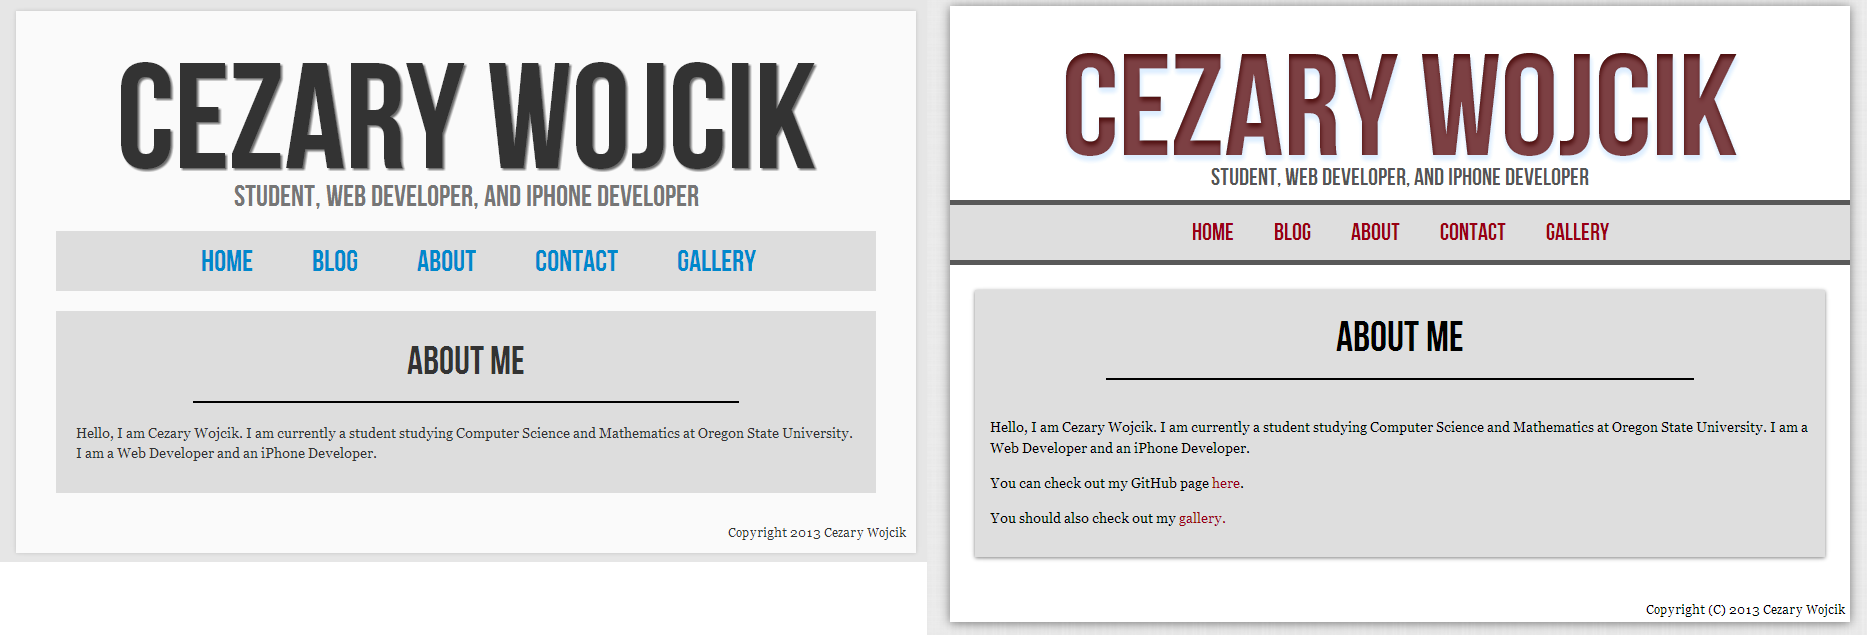 CEZARY WOJCIK
STUDENT, WEB DEVELOPER, AND IPHONE DEVELOPER
HOME BLOG ABOUT CONTACT GALLERY
ABOUT ME
Hello, I am Cezary Wojcik. I am currently a student studying Computer Science and Mathematics at Oregon State University.
I am a Web Developer and an iPhone Developer.
Copyright 2013 Cezary Wojcik
CEZARY WOJCIK
STUDENT, WEB DEVELOPER, AND IPHONE DEVELOPER
HOME BLOG ABOUT CONTACT GALLERY
ABOUT ME
Hello, I am Cezary Wojcik. I am currently a student studying Computer Science and Mathematics at Oregon State University. I am a
Web Developer and an iPhone Developer.
You can check out my GitHub page here.
You should also check out my gallery.
Copyright (C) 2013 Cezary Wojcik